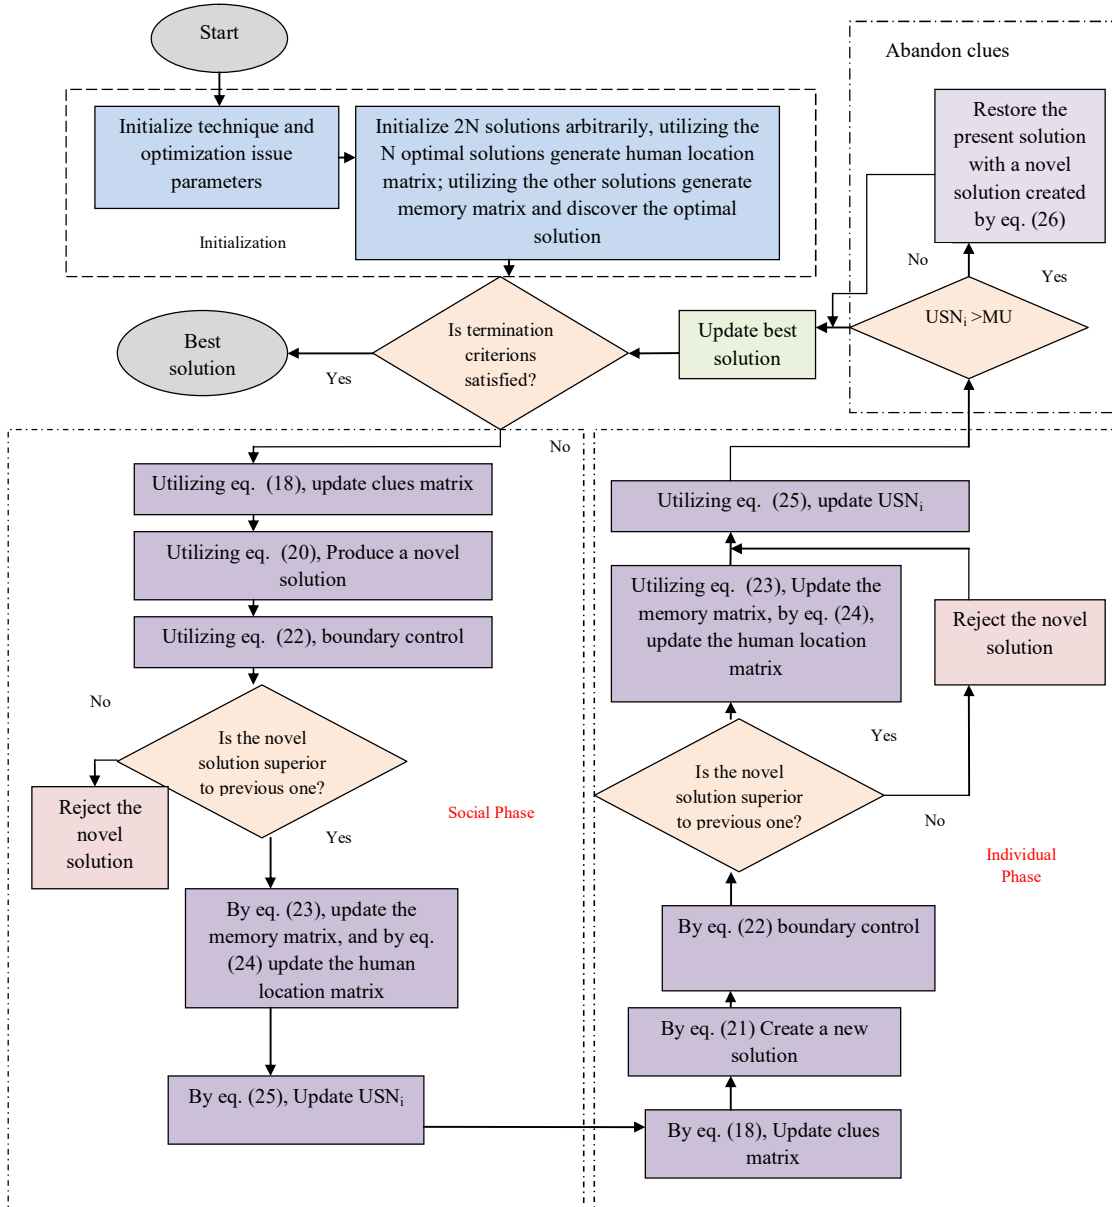 Start
Initialize technique and
optimization issue
parameters
Initialize 2N solutions arbitrarily, utilizing the
N optimal solutions generate human location
matrix; utilizing the other solutions generate
memory matrix and discover the optimal
solution
Initialization
Abandon clues
Restore the
present solution
with a novel
solution created
by eq. (26)
No
Yes
USNi >MU
Update best
solution
Is termination
criterions
satisfied?
Best
solution
Yes
No
Utilizing eq. (18), update clues matrix
Utilizing eq. (20), Produce a novel
solution
Utilizing eq. (22), boundary control
No
Is the novel
solution superior
to previous one?
Reject the
novel
solution
Yes
Social Phase
By eq. (23), update the
memory matrix, and by eq.
(24) update the human
location matrix
By eq. (25), Update USNi
Utilizing eq. (25), update USNi
Utilizing eq. (23), Update the
memory matrix, by eq. (24),
update the human location
matrix
Reject the novel
solution
Yes
Is the novel
solution superior
to previous one?
No
Individual
Phase
By eq. (22) boundary control
By eq. (21) Create a new
solution
By eq. (18), Update clues
matrix